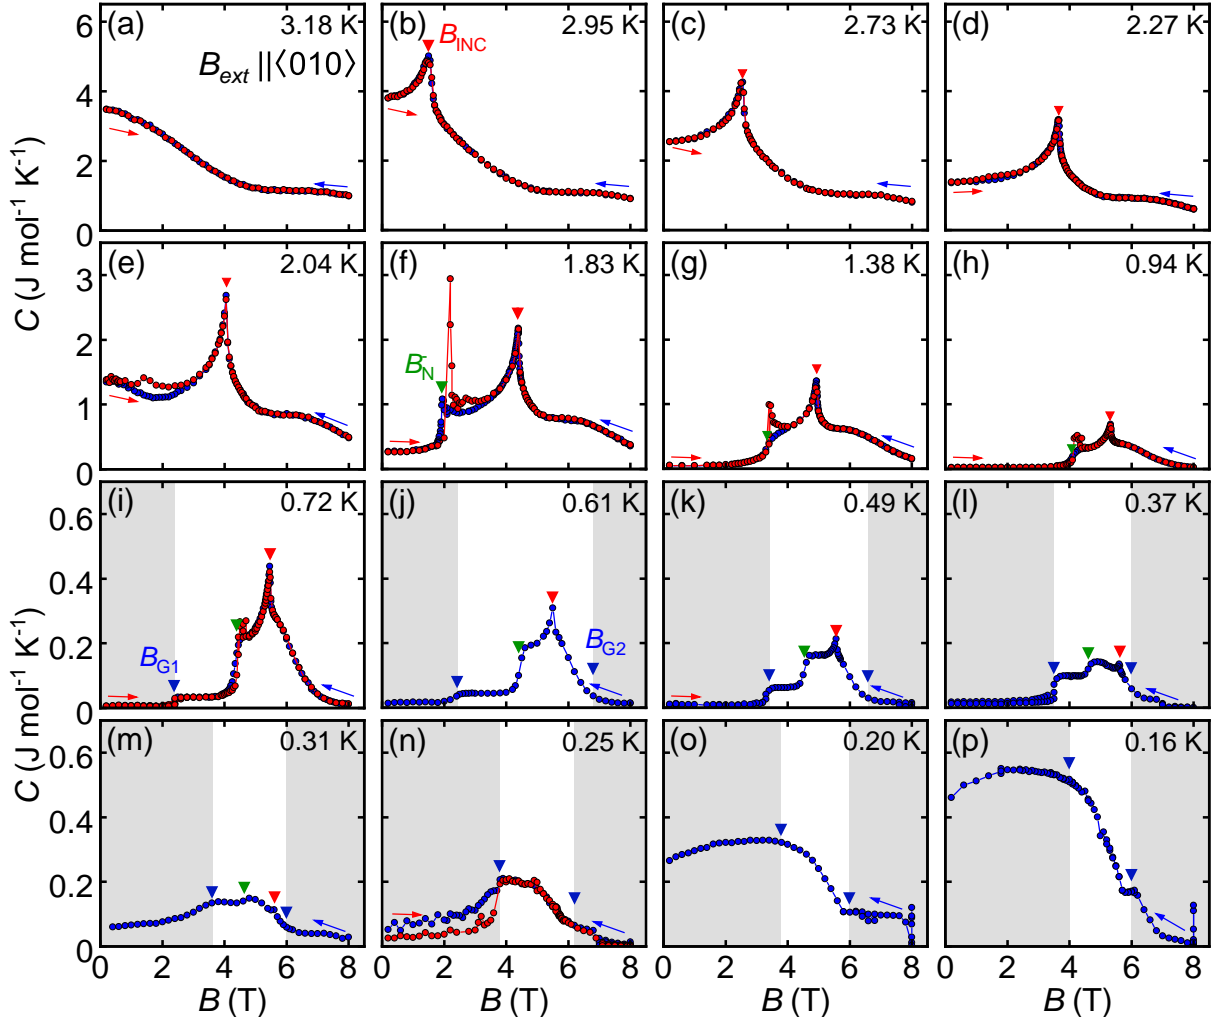 (a) 3.18 K
B_ext || ⟨010⟩
(b) 2.95 K
B_INC
(c) 2.73 K
(d) 2.27 K
6
4
2
0
C (J mol⁻¹ K⁻¹)
(e) 2.04 K
(f) 1.83 K
B_N⁻
(g) 1.38 K
(h) 0.94 K
3
2
1
0
(i) 0.72 K
B_G1
(j) 0.61 K
B_G2
(k) 0.49 K
(l) 0.37 K
0.6
0.4
0.2
0
C (J mol⁻¹ K⁻¹)
(m) 0.31 K
(n) 0.25 K
(o) 0.20 K
(p) 0.16 K
0.6
0.4
0.2
0
0 2 4 6 8
0 2 4 6 8
0 2 4 6 8
0 2 4 6 8
B (T)
B (T)
B (T)
B (T)